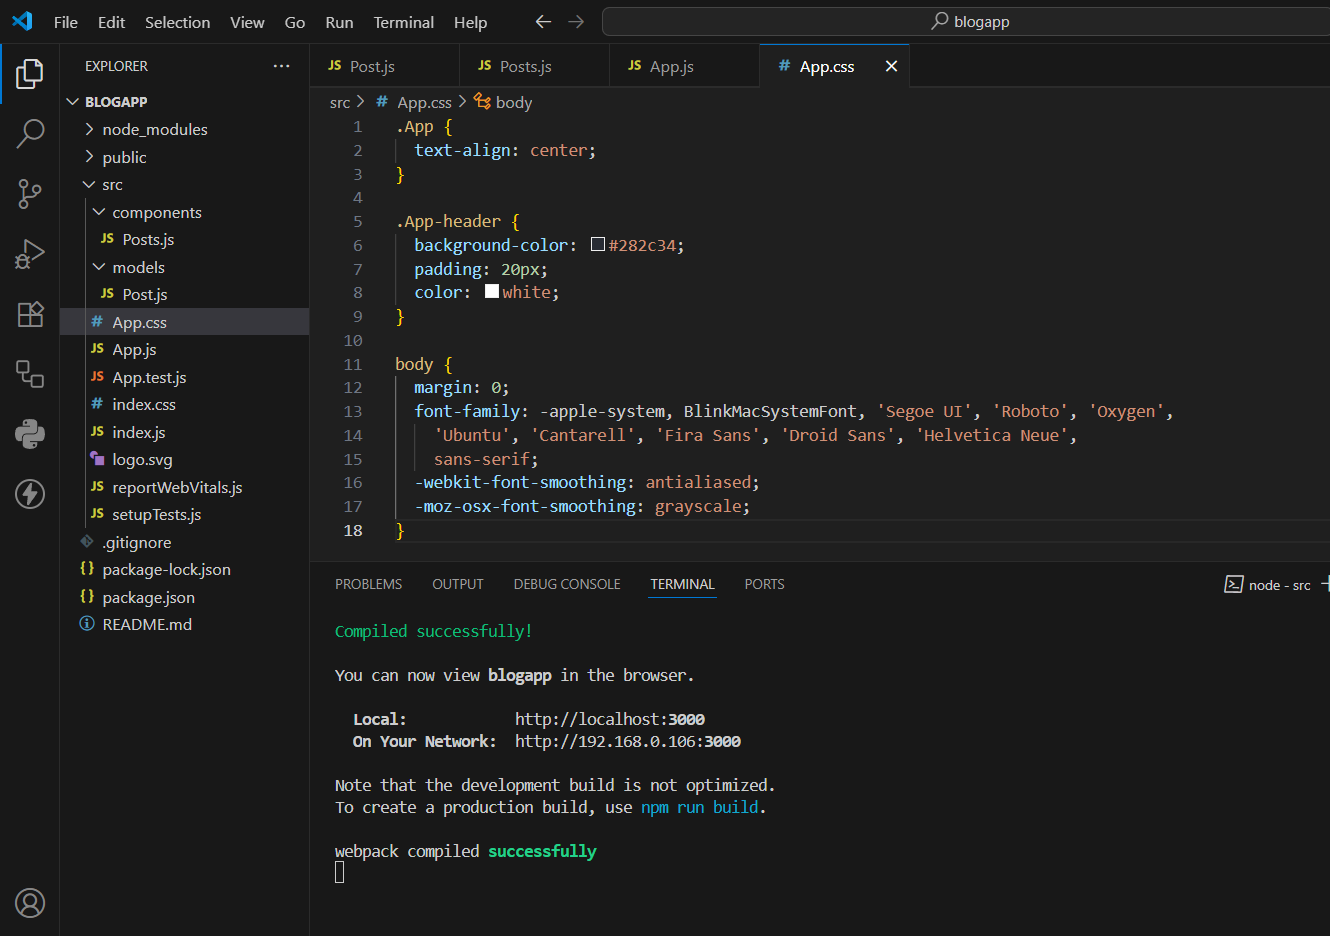 File Edit Selection View Go Run Terminal Help
blogapp
EXPLORER
BLOGAPP
node_modules
public
src
components
JS Posts.js
models
JS Post.js
# App.css
JS App.js
JS App.test.js
# index.css
JS index.js
logo.svg
JS reportWebVitals.js
JS setupTests.js
.gitignore
{} package-lock.json
{} package.json
README.md
JS Post.js JS Posts.js JS App.js # App.css
src > # App.css > body
1 .App {
2 text-align: center;
3 }
4
5 .App-header {
6 background-color: #282c34;
7 padding: 20px;
8 color: white;
9 }
10
11 body {
12 margin: 0;
13 font-family: -apple-system, BlinkMacSystemFont, 'Segoe UI', 'Roboto', 'Oxygen',
14 'Ubuntu', 'Cantarell', 'Fira Sans', 'Droid Sans', 'Helvetica Neue',
15 sans-serif;
16 -webkit-font-smoothing: antialiased;
17 -moz-osx-font-smoothing: grayscale;
18 }
PROBLEMS OUTPUT DEBUG CONSOLE TERMINAL PORTS
node - src
Compiled successfully!
You can now view blogapp in the browser.
Local: http://localhost:3000
On Your Network: http://192.168.0.106:3000
Note that the development build is not optimized.
To create a production build, use npm run build.
webpack compiled successfully